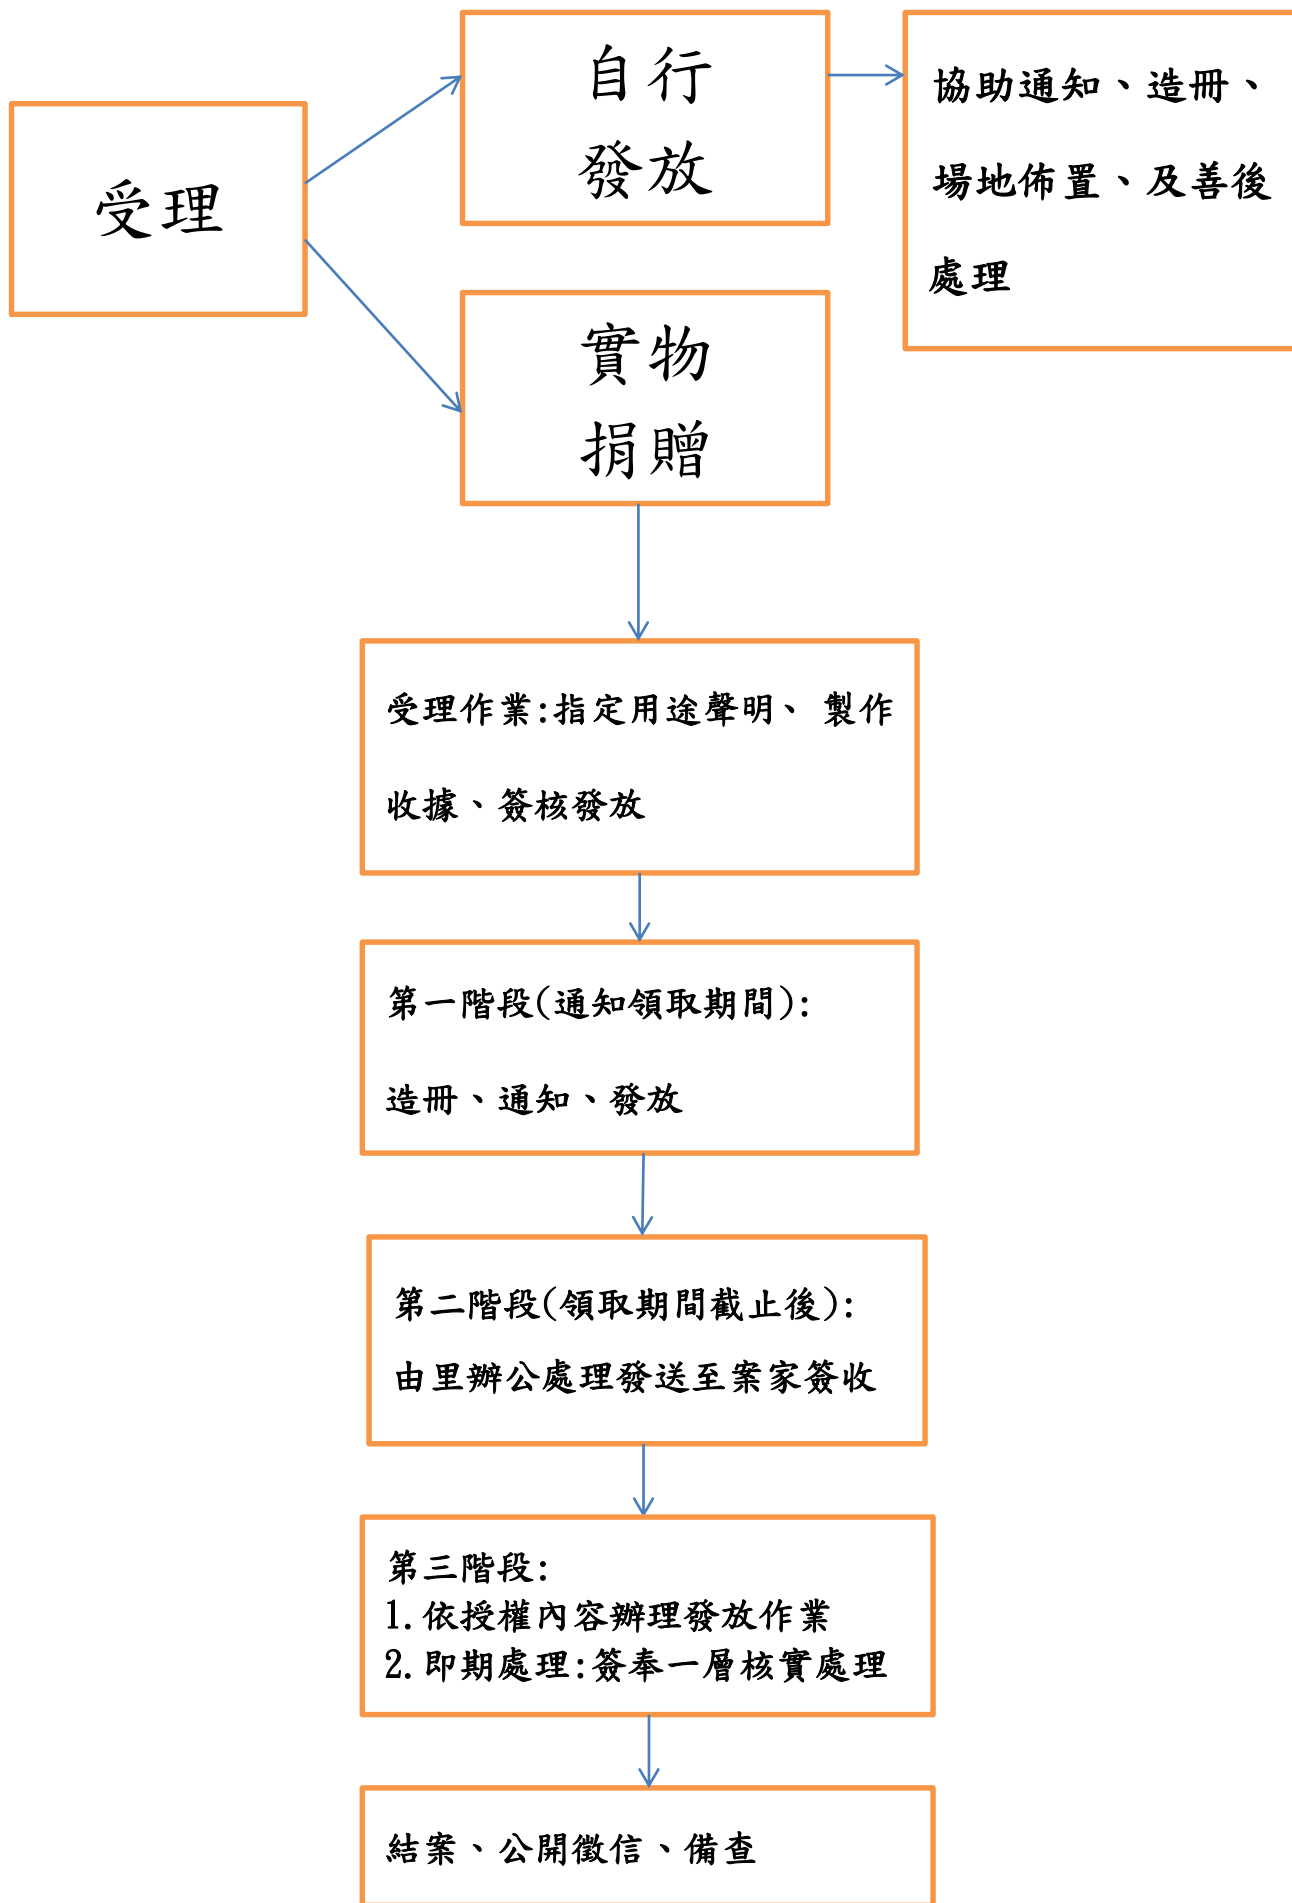 受理
自行
發放
協助通知、造冊、
場地佈置、及善後
處理
實物
捐贈
受理作業:指定用途聲明、 製作
收據、簽核發放
第一階段(通知領取期間):
造冊、通知、發放
第二階段(領取期間截止後):
由里辦公處理發送至案家簽收
第三階段:
1.依授權內容辦理發放作業
2.即期處理:簽奉一層核實處理
結案、公開徵信、備查